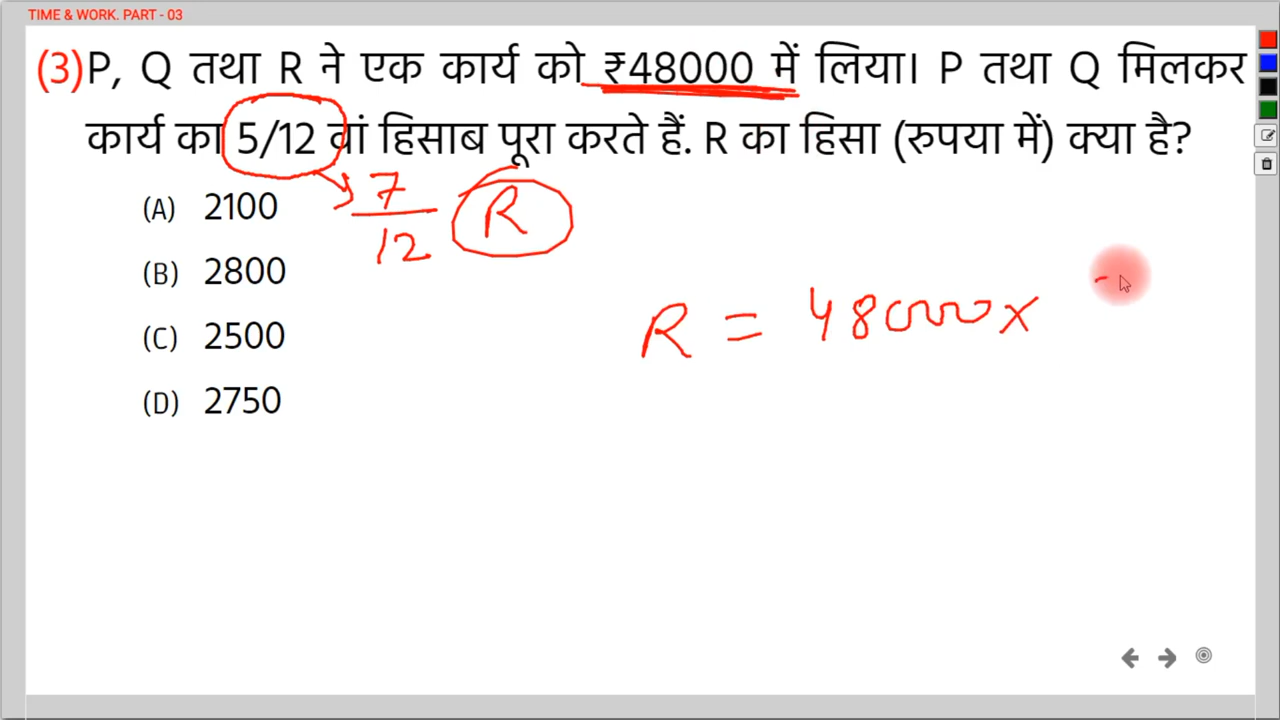 TIME & WORK. PART - 03
(3)P, Q तथा R ने एक कार्य को ₹48000 में लिया। P तथा Q मिलकर
कार्य का 5/12 वां हिसाब पूरा करते हैं. R का हिसा (रुपया में) क्या है?
(A) 2100
7/12 R
(B) 2800
R = 48000x
(C) 2500
(D) 2750